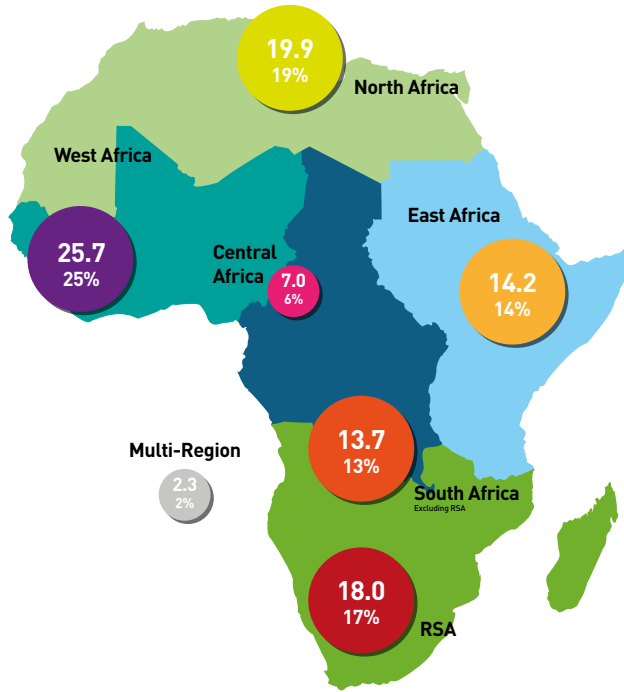 19.9
19%
North Africa
West Africa
East Africa
25.7
25%
Central
Africa
7.0
6%
14.2
14%
Multi-Region
2.3
2%
13.7
13%
South Africa
Excluding RSA
18.0
17%
RSA